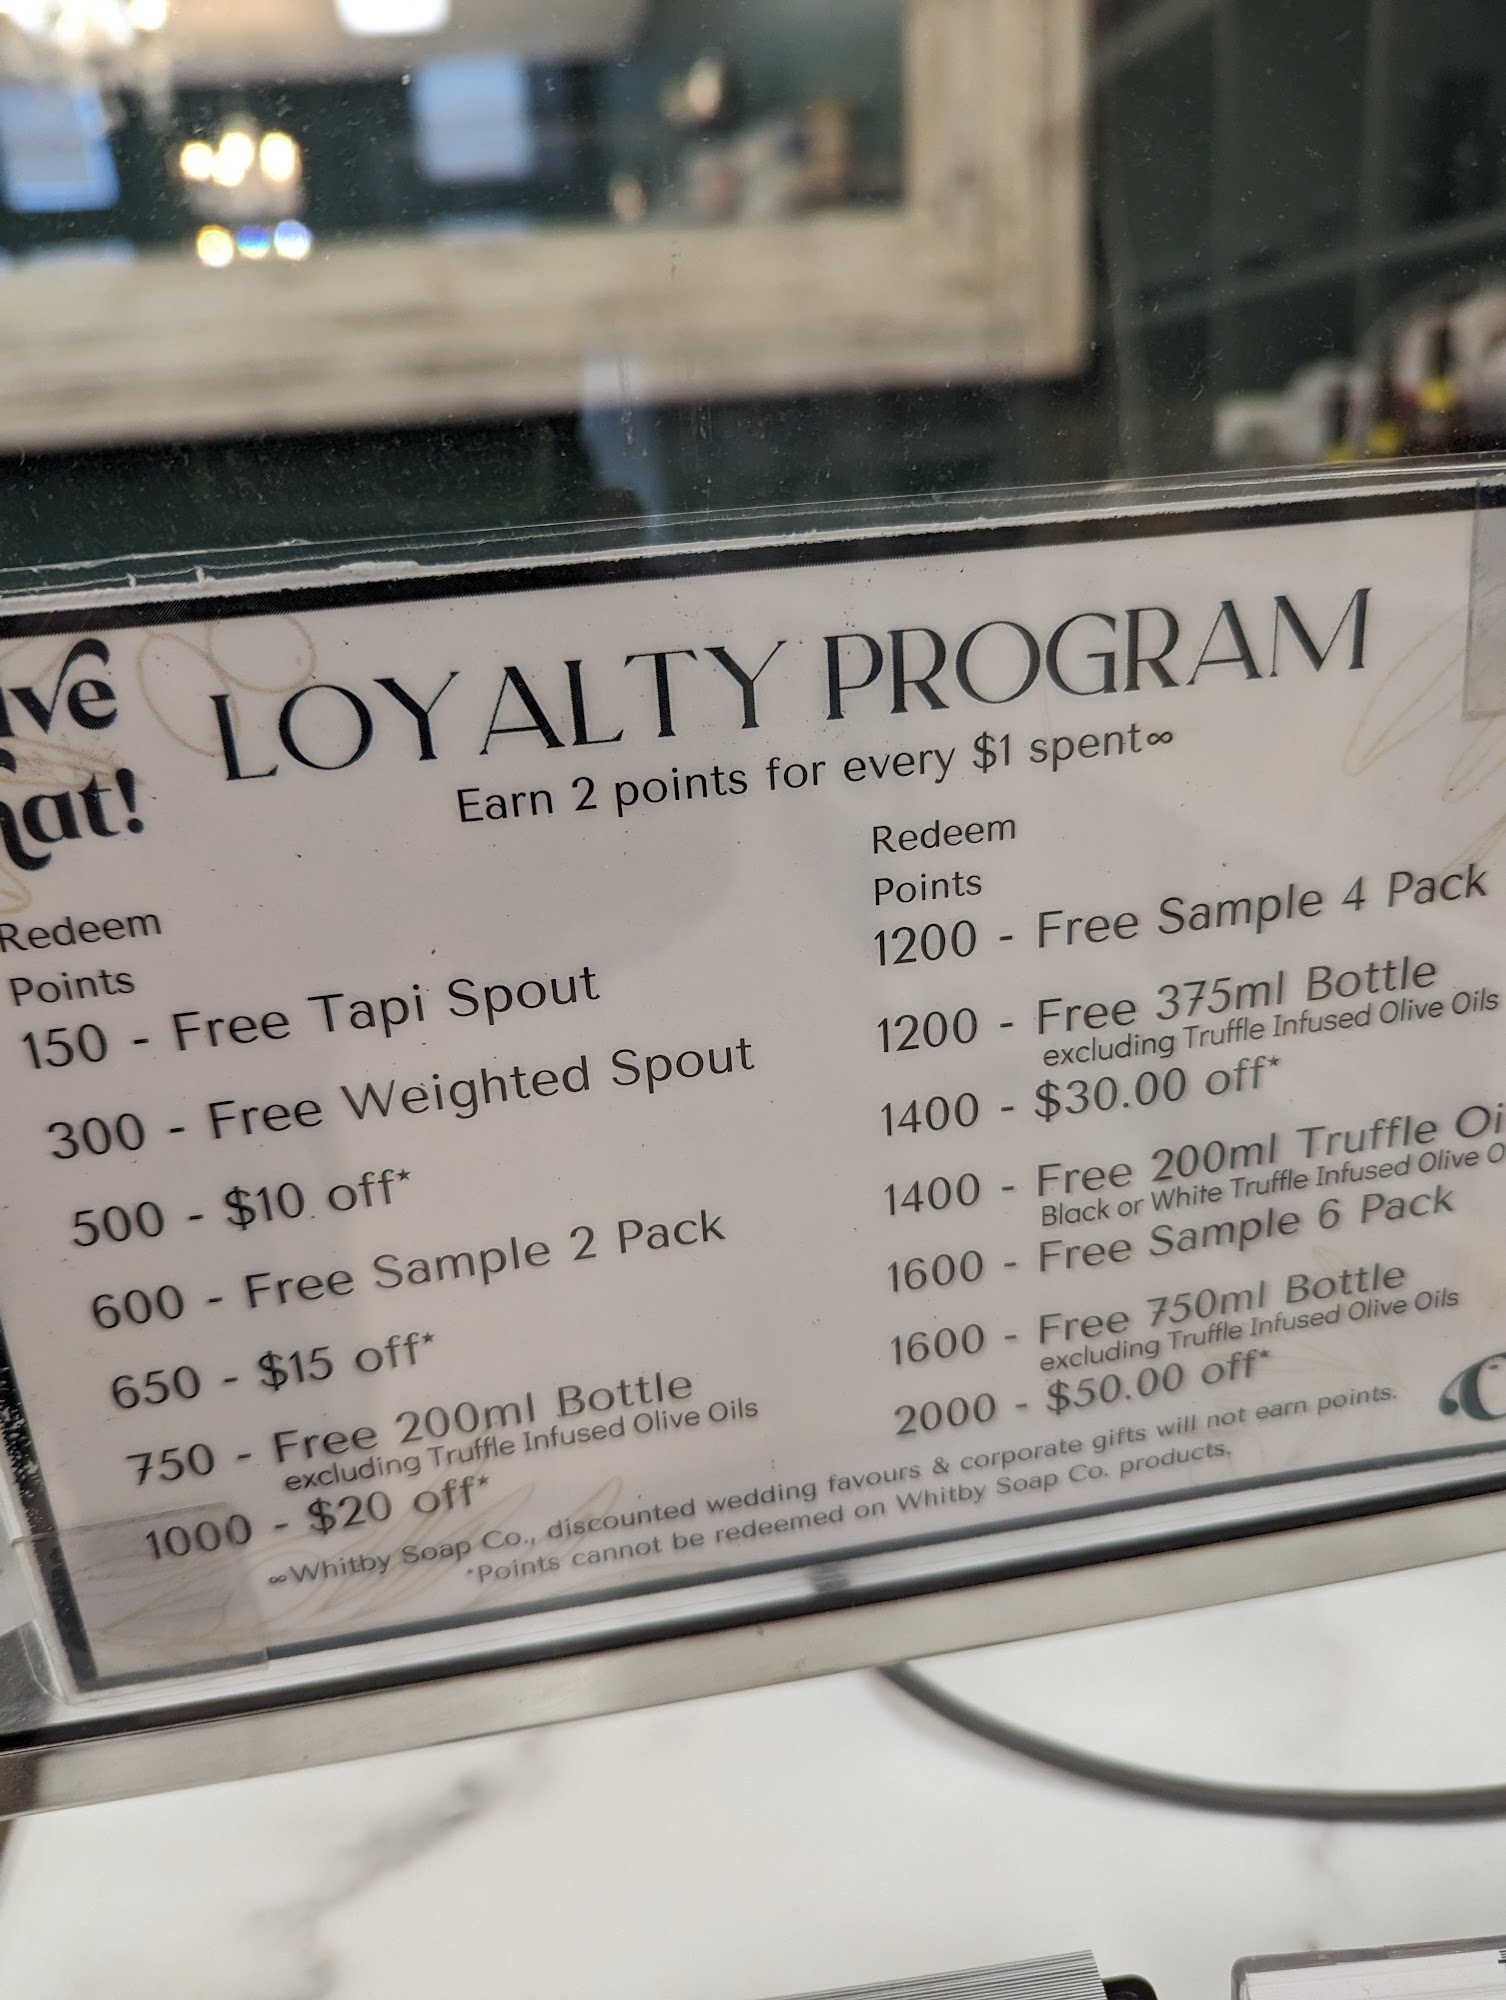 LOYALTY PROGRAM
Earn 2 points for every $1 spent∞
Redeem
Points
150 - Free Tapi Spout
300 - Free Weighted Spout
500 - $10 off*
600 - Free Sample 2 Pack
650 - $15 off*
750 - Free 200ml Bottle
excluding Truffle Infused Olive Oils
1000 - $20 off*
Redeem
Points
1200 - Free Sample 4 Pack
1200 - Free 375ml Bottle
excluding Truffle Infused Olive Oils
1400 - $30.00 off*
1400 - Free 200ml Truffle
Black or White Truffle Infused Olive
1600 - Free Sample 6 Pack
1600 - Free 750ml Bottle
excluding Truffle Infused Olive Oils
2000 - $50.00 off*
∞Whitby Soap Co., discounted wedding favours & corporate gifts will not earn points.
*Points cannot be redeemed on Whitby Soap Co. products.